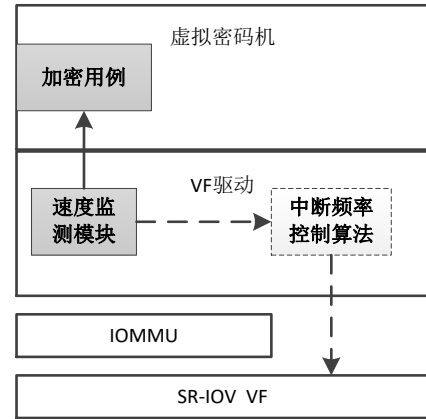 虚拟密码机
加密用例
VF驱动
速度监
测模块
中断频率
控制算法
IOMMU
SR-IOV VF